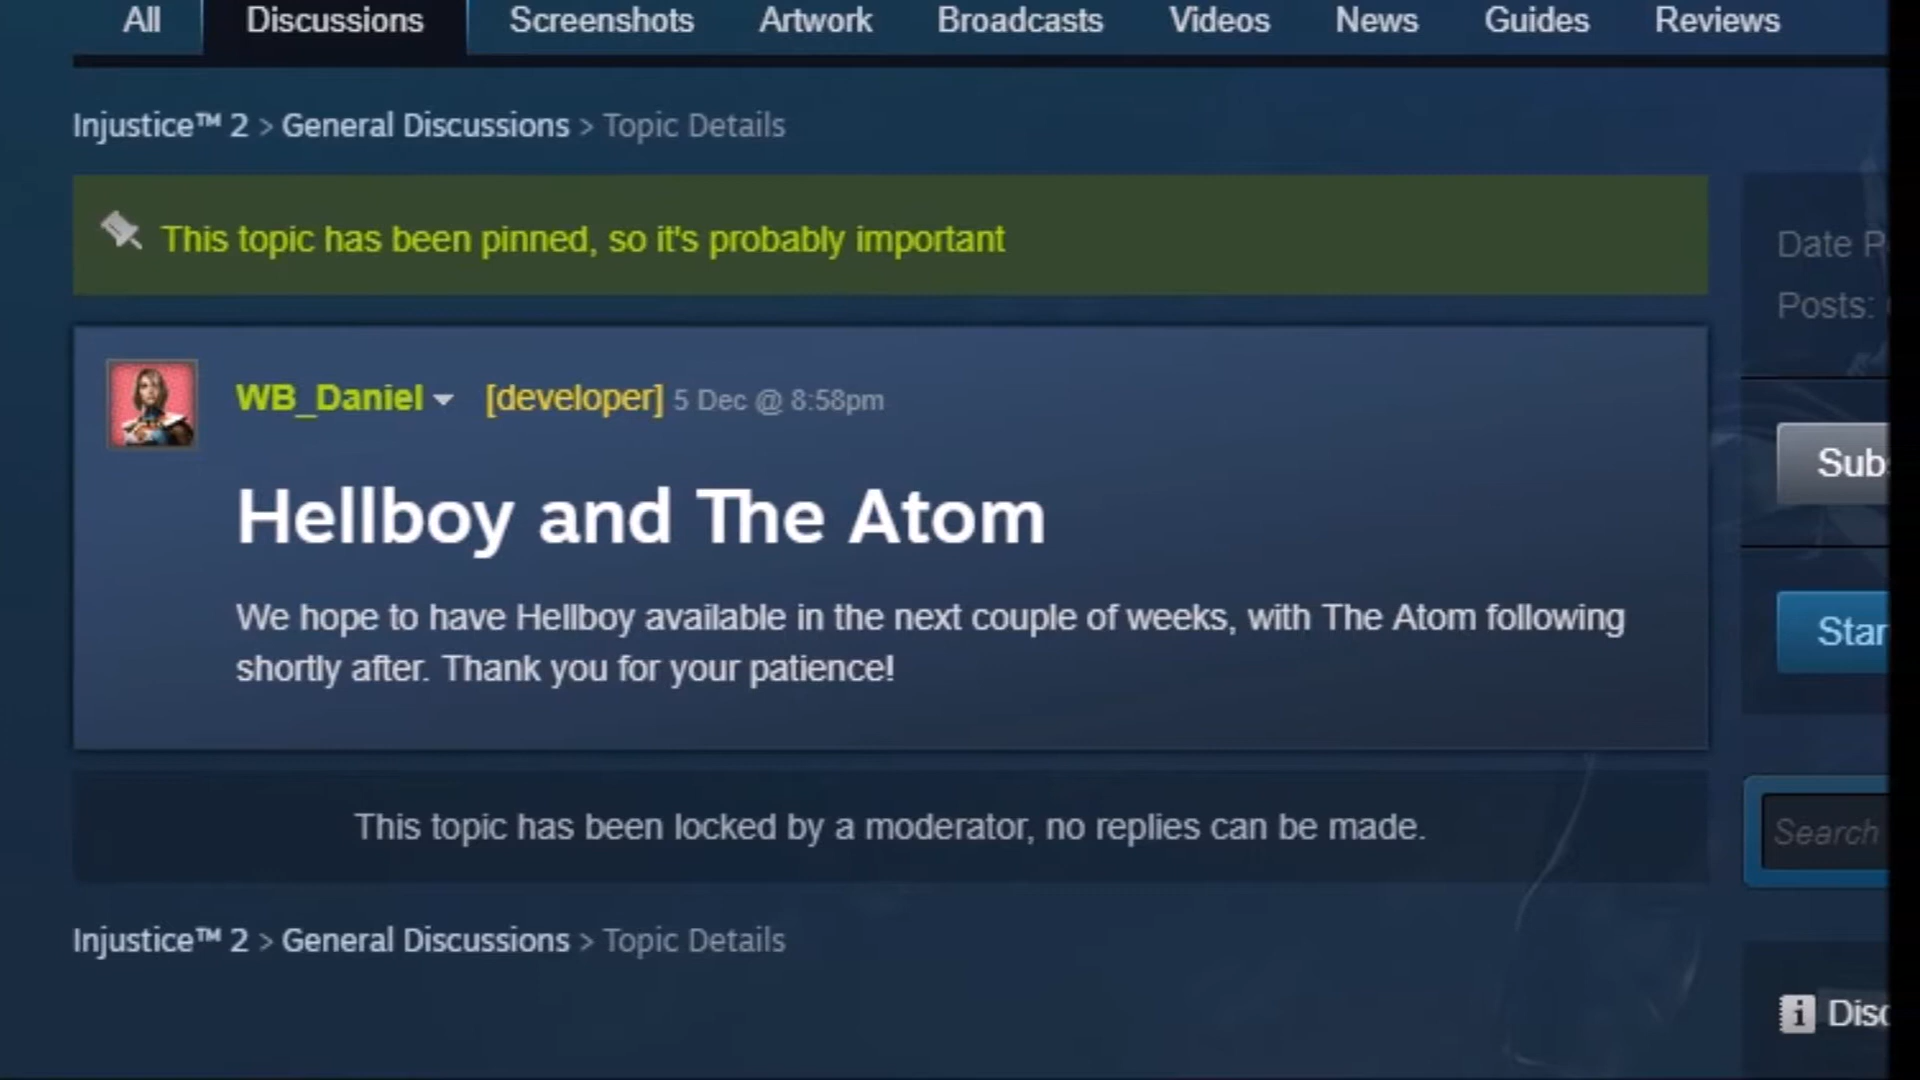 All Discussions Screenshots Artwork Broadcasts Videos News Guides Reviews
Injustice™ 2 > General Discussions > Topic Details
This topic has been pinned, so it's probably important
Date P
Posts:
WB_Daniel [developer] 5 Dec @ 8:58pm
Hellboy and The Atom
Sub
We hope to have Hellboy available in the next couple of weeks, with The Atom following
shortly after. Thank you for your patience!
Star
This topic has been locked by a moderator, no replies can be made.
Search
Injustice™ 2 > General Discussions > Topic Details
Disc